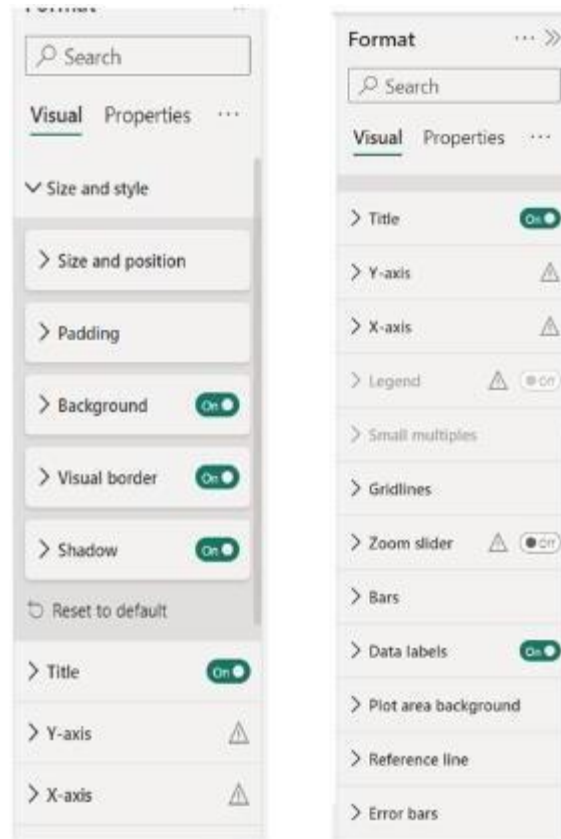 Format
Search
Visual Properties ...
Size and style
Size and position
Padding
Background On
Visual border On
Shadow On
Reset to default
Title On
Y-axis
X-axis
Format ...
Search
Visual Properties ...
Title On
Y-axis
X-axis
Legend Off
Small multiples
Gridlines
Zoom slider Off
Bars
Data labels On
Plot area background
Reference line
Error bars